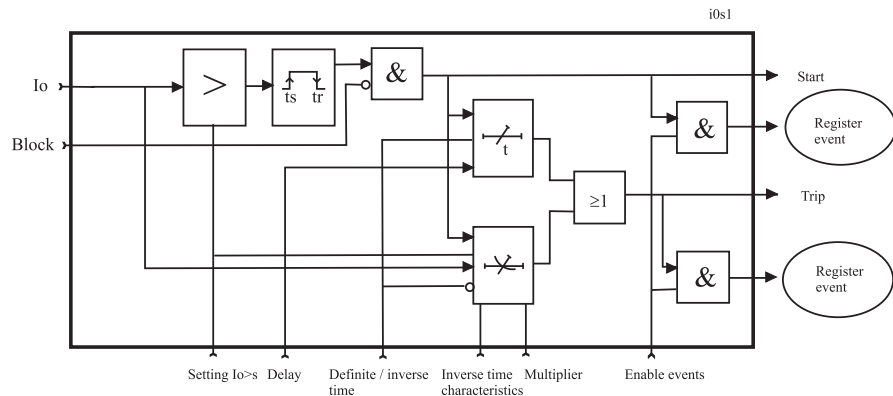 i0s1
Io
>
ts tr
&
Start
Block
t
&
Register
event
≥1
Trip
&
Register
event
Setting Io>s
Delay
Definite / inverse
time
Inverse time
characteristics
Multiplier
Enable events